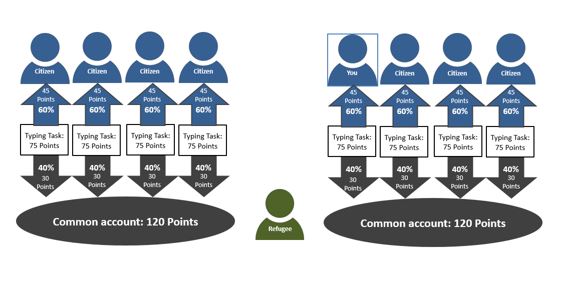 Citizen Citizen Citizen Citizen
45 45 45 45
Points Points Points Points
60% 60% 60% 60%
Typing Task: Typing Task: Typing Task: Typing Task:
75 Points 75 Points 75 Points 75 Points
40% 40% 40% 40%
30 30 30 30
Points Points Points Points
Common account: 120 Points
Refugee
You Citizen Citizen Citizen
45 45 45 45
Points Points Points Points
60% 60% 60% 60%
Typing Task: Typing Task: Typing Task: Typing Task:
75 Points 75 Points 75 Points 75 Points
40% 40% 40% 40%
30 30 30 30
Points Points Points Points
Common account: 120 Points